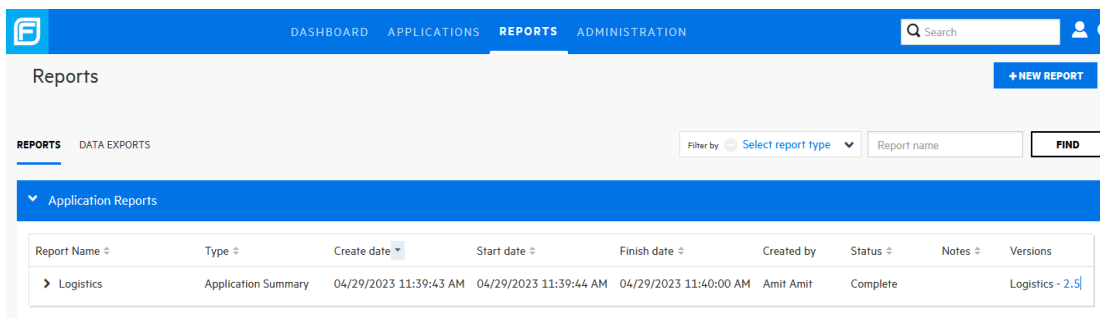 DASHBOARD APPLICATIONS REPORTS ADMINISTRATION Search
Reports
+ NEW REPORT
REPORTS DATA EXPORTS Filter by Select report type Report name FIND
Application Reports
Report Name Type Create date Start date Finish date Created by Status Notes Versions
Logistics Application Summary 04/29/2023 11:39:43 AM 04/29/2023 11:39:44 AM 04/29/2023 11:40:00 AM Amit Amit Complete Logistics - 2.5